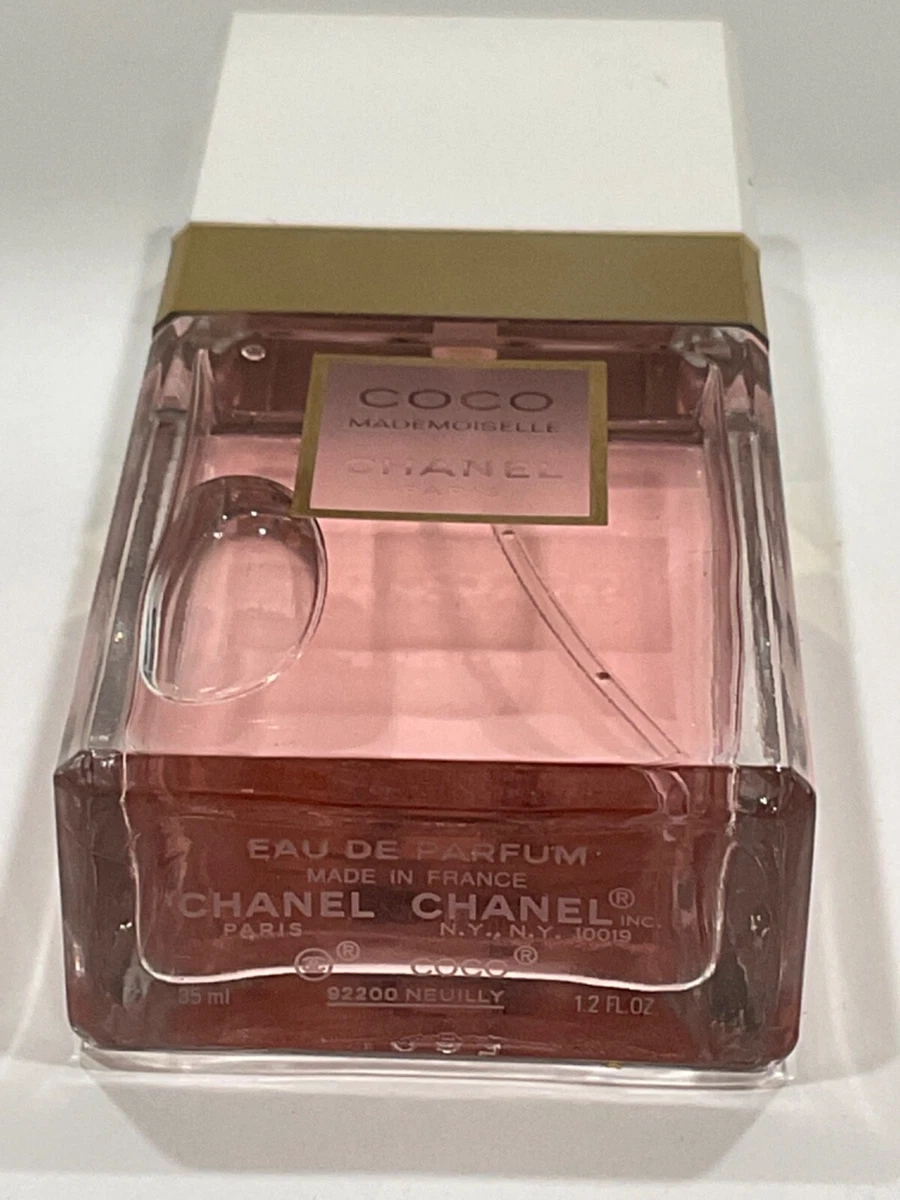 COCO
MADEMOISELLE
CHANEL
PARIS
EAU DE PARFUM
MADE IN FRANCE
CHANEL CHANEL® INC.
PARIS N.Y., N.Y. 10019
® COCO®
35 ml 92200 NEUILLY 1.2 FL.OZ